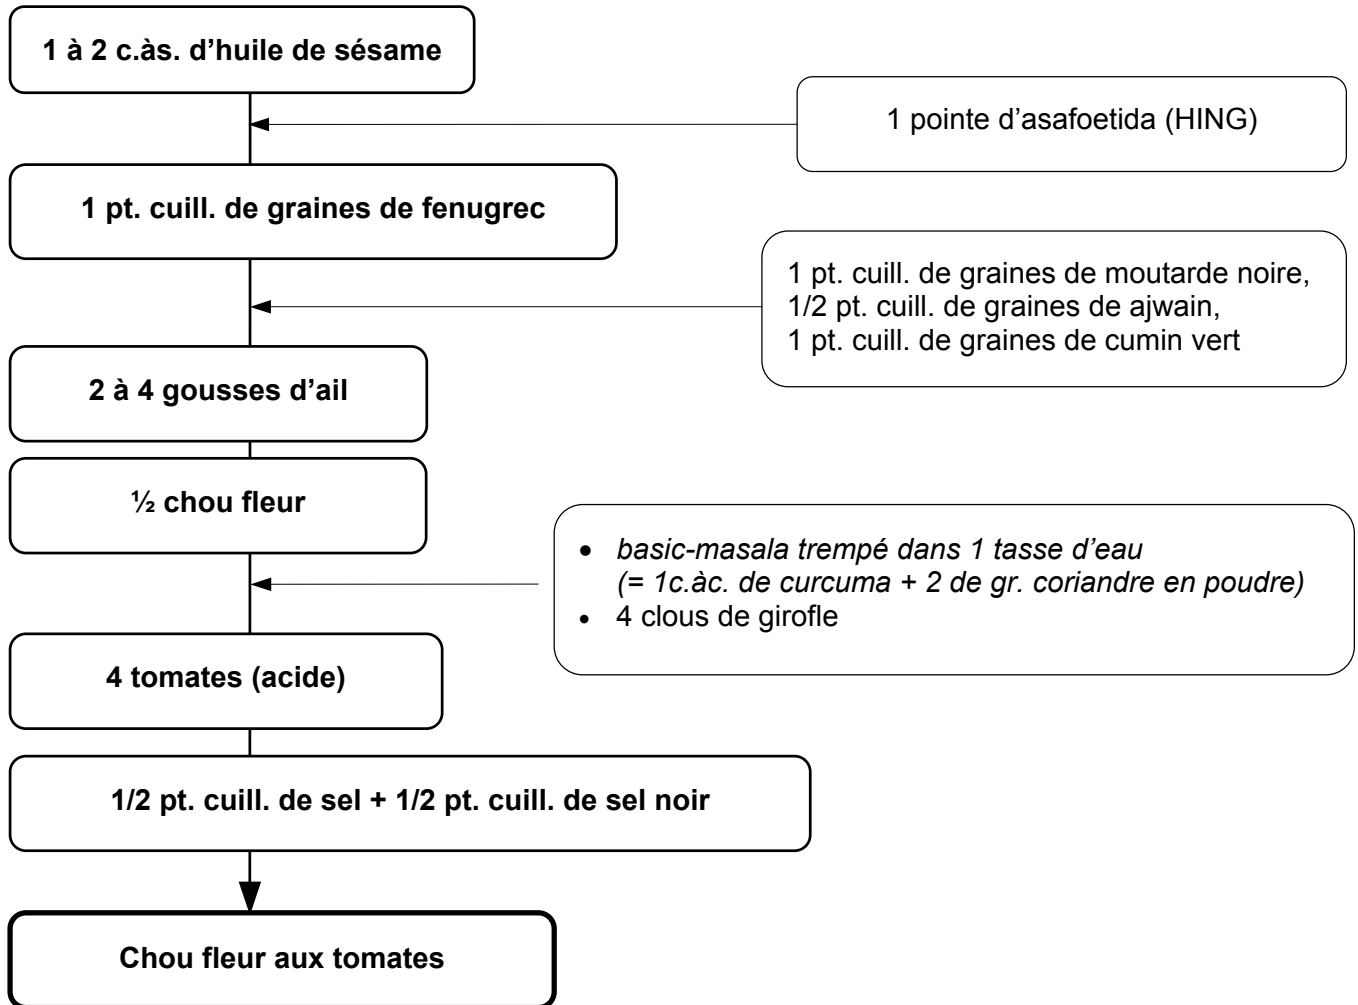 1 à 2 c.às. d’huile de sésame
1 pointe d’asafoetida (HING)
1 pt. cuill. de graines de fenugrec
1 pt. cuill. de graines de moutarde noire,
1/2 pt. cuill. de graines de ajwain,
1 pt. cuill. de graines de cumin vert
2 à 4 gousses d’ail
½ chou fleur
• basic-masala trempé dans 1 tasse d’eau
(= 1c.àc. de curcuma + 2 de gr. coriandre en poudre)
• 4 clous de girofle
4 tomates (acide)
1/2 pt. cuill. de sel + 1/2 pt. cuill. de sel noir
Chou fleur aux tomates